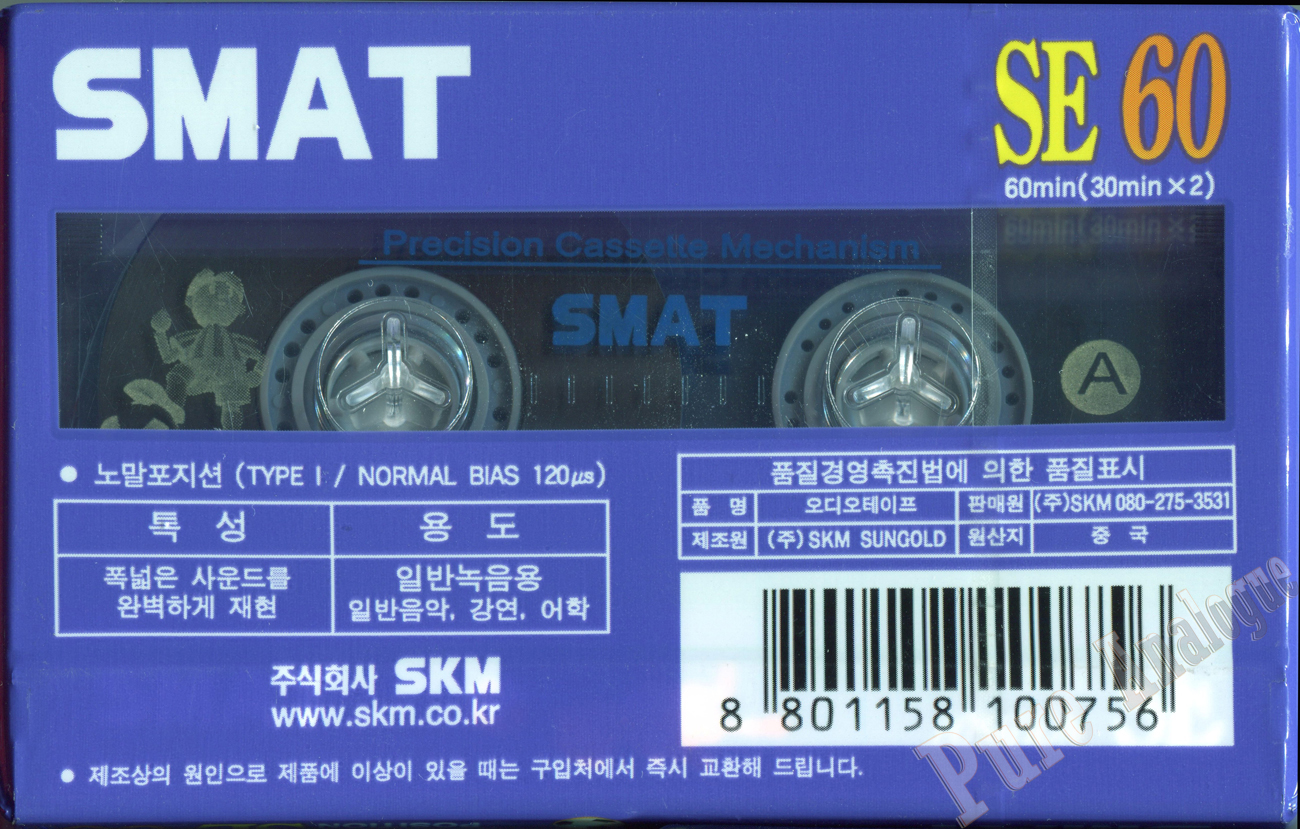 SMAT
SE 60
60min(30min×2)
Precision Cassette Mechanism
SMAT
A
● 노말포지션 (TYPE I / NORMAL BIAS 120㎲)
특 성
용 도
폭넓은 사운드를
완벽하게 재현
일반녹음용
일반음악, 강연, 어학
품질경영촉진법에 의한 품질표시
품 명 오디오테이프 판매원 (주)SKM 080-275-3531
제조원 (주) SKM SUNGOLD 원산지 중 국
주식회사 SKM
www.skm.co.kr
8 801158 100756
● 제조상의 원인으로 제품에 이상이 있을 때는 구입처에서 즉시 교환해 드립니다.
Pure Analogue